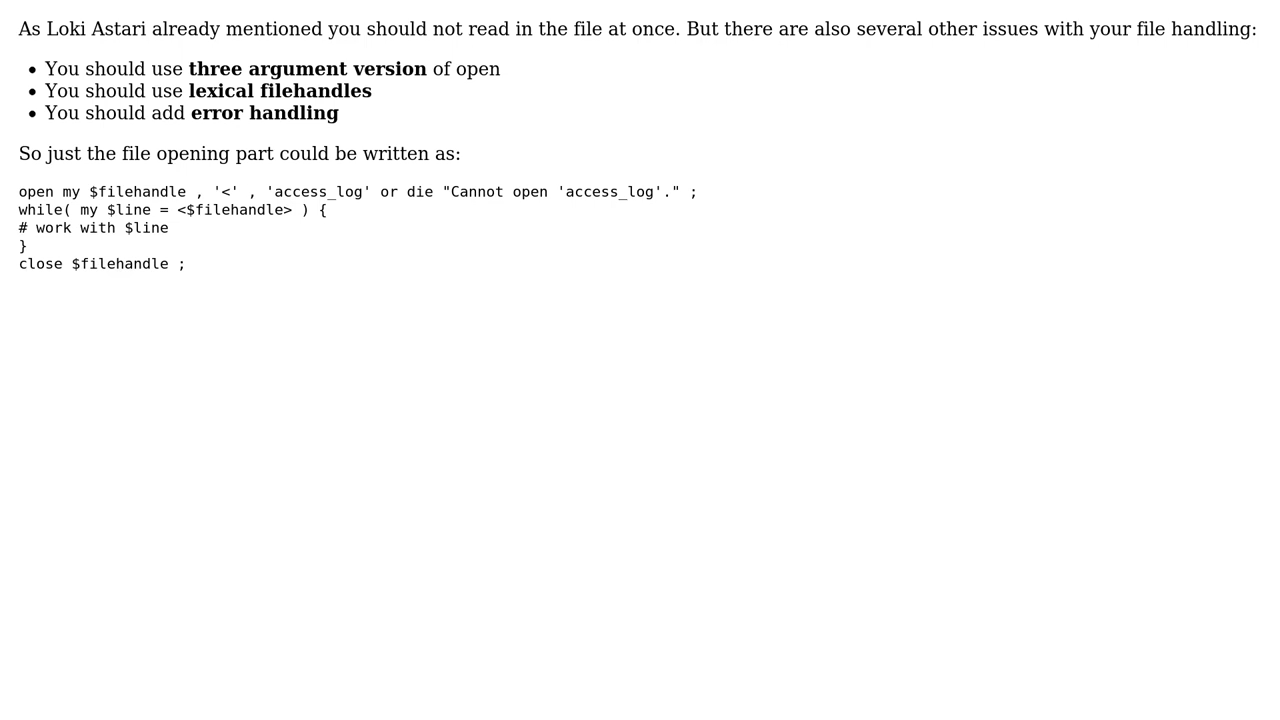 As Loki Astari already mentioned you should not read in the file at once. But there are also several other issues with your file handling:
• You should use three argument version of open
• You should use lexical filehandles
• You should add error handling
So just the file opening part could be written as:
open my $filehandle , '<' , 'access_log' or die "Cannot open 'access_log'." ;
while( my $line = <$filehandle> ) {
# work with $line
}
close $filehandle ;